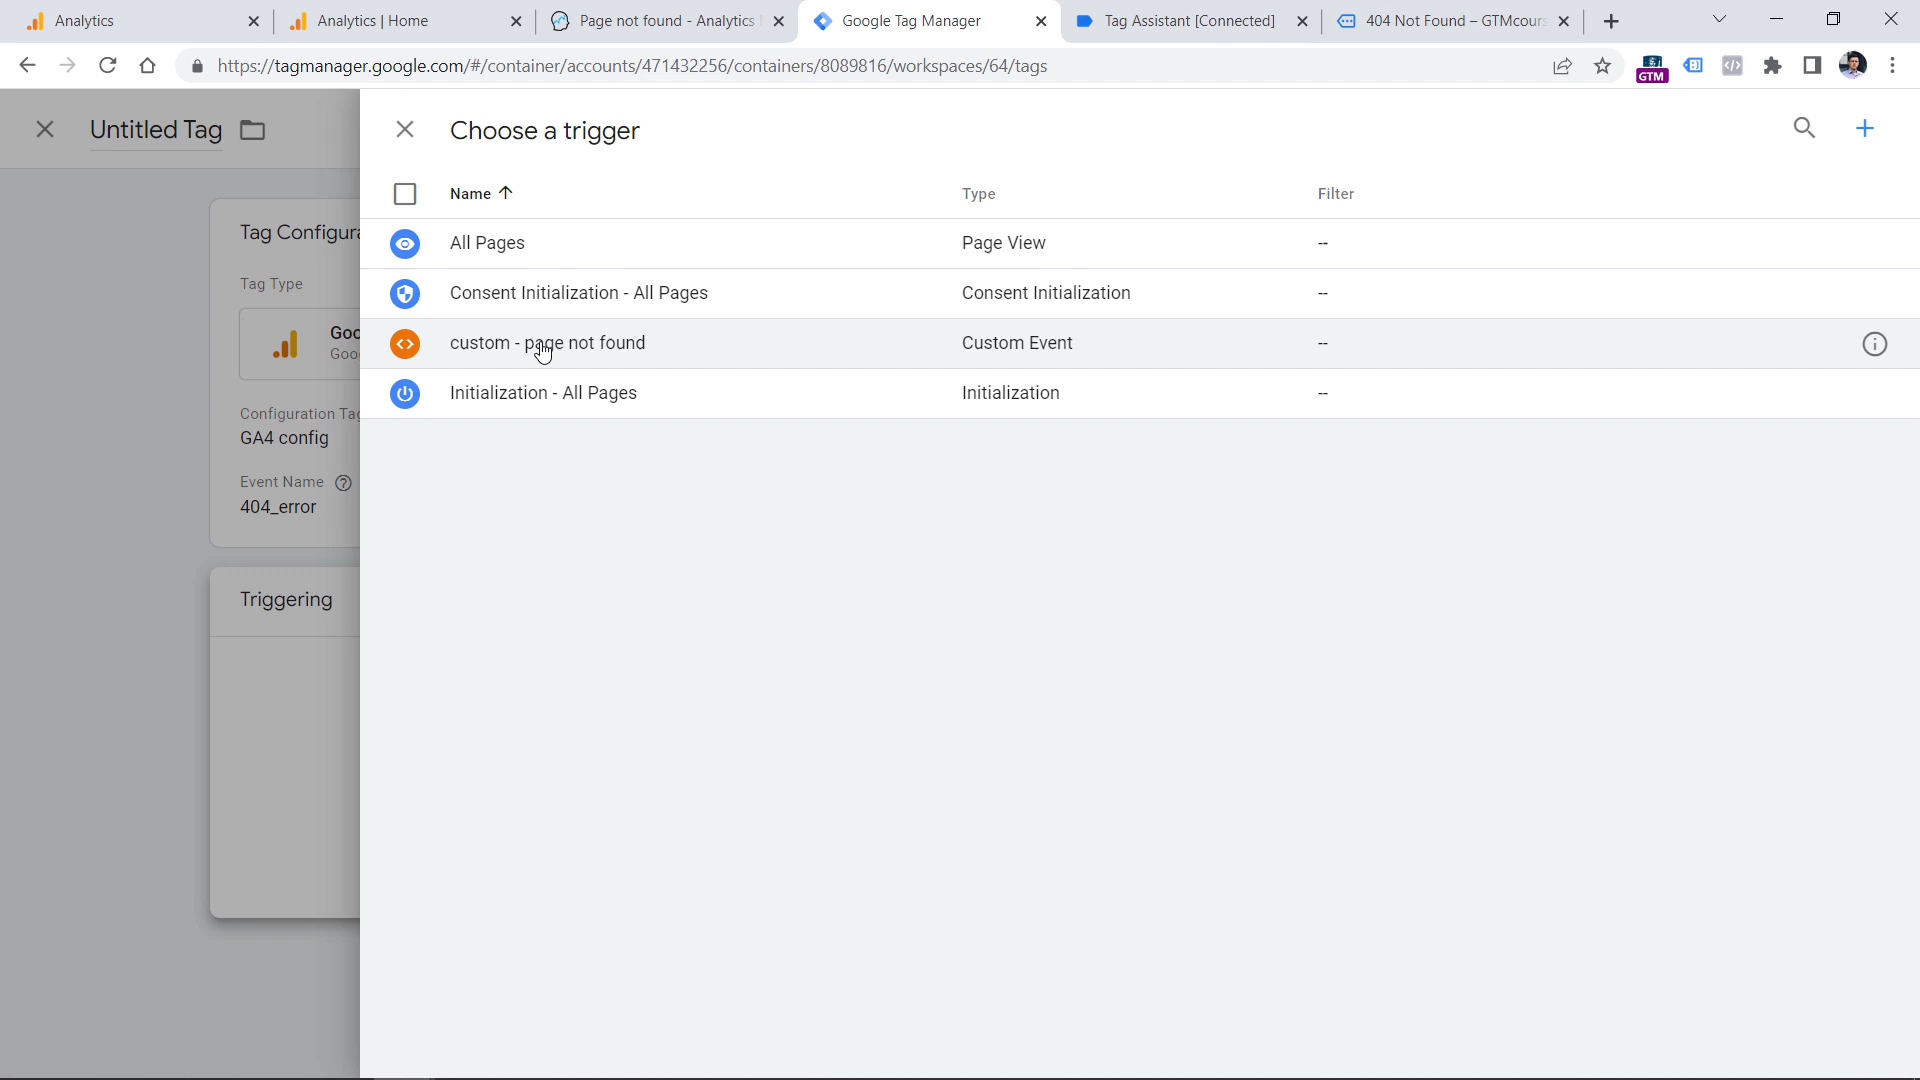 Analytics
Analytics | Home
Page not found - Analytics
Google Tag Manager
Tag Assistant [Connected]
404 Not Found – GTMcour
https://tagmanager.google.com/#/container/accounts/471432256/containers/8089816/workspaces/64/tags
GTM
Untitled Tag
Choose a trigger
Name
Type
Filter
Tag Configura
All Pages
Page View
--
Tag Type
Consent Initialization - All Pages
Consent Initialization
--
Goo
Goo
custom - page not found
Custom Event
--
Initialization - All Pages
Initialization
--
Configuration Tag
GA4 config
Event Name
404_error
Triggering